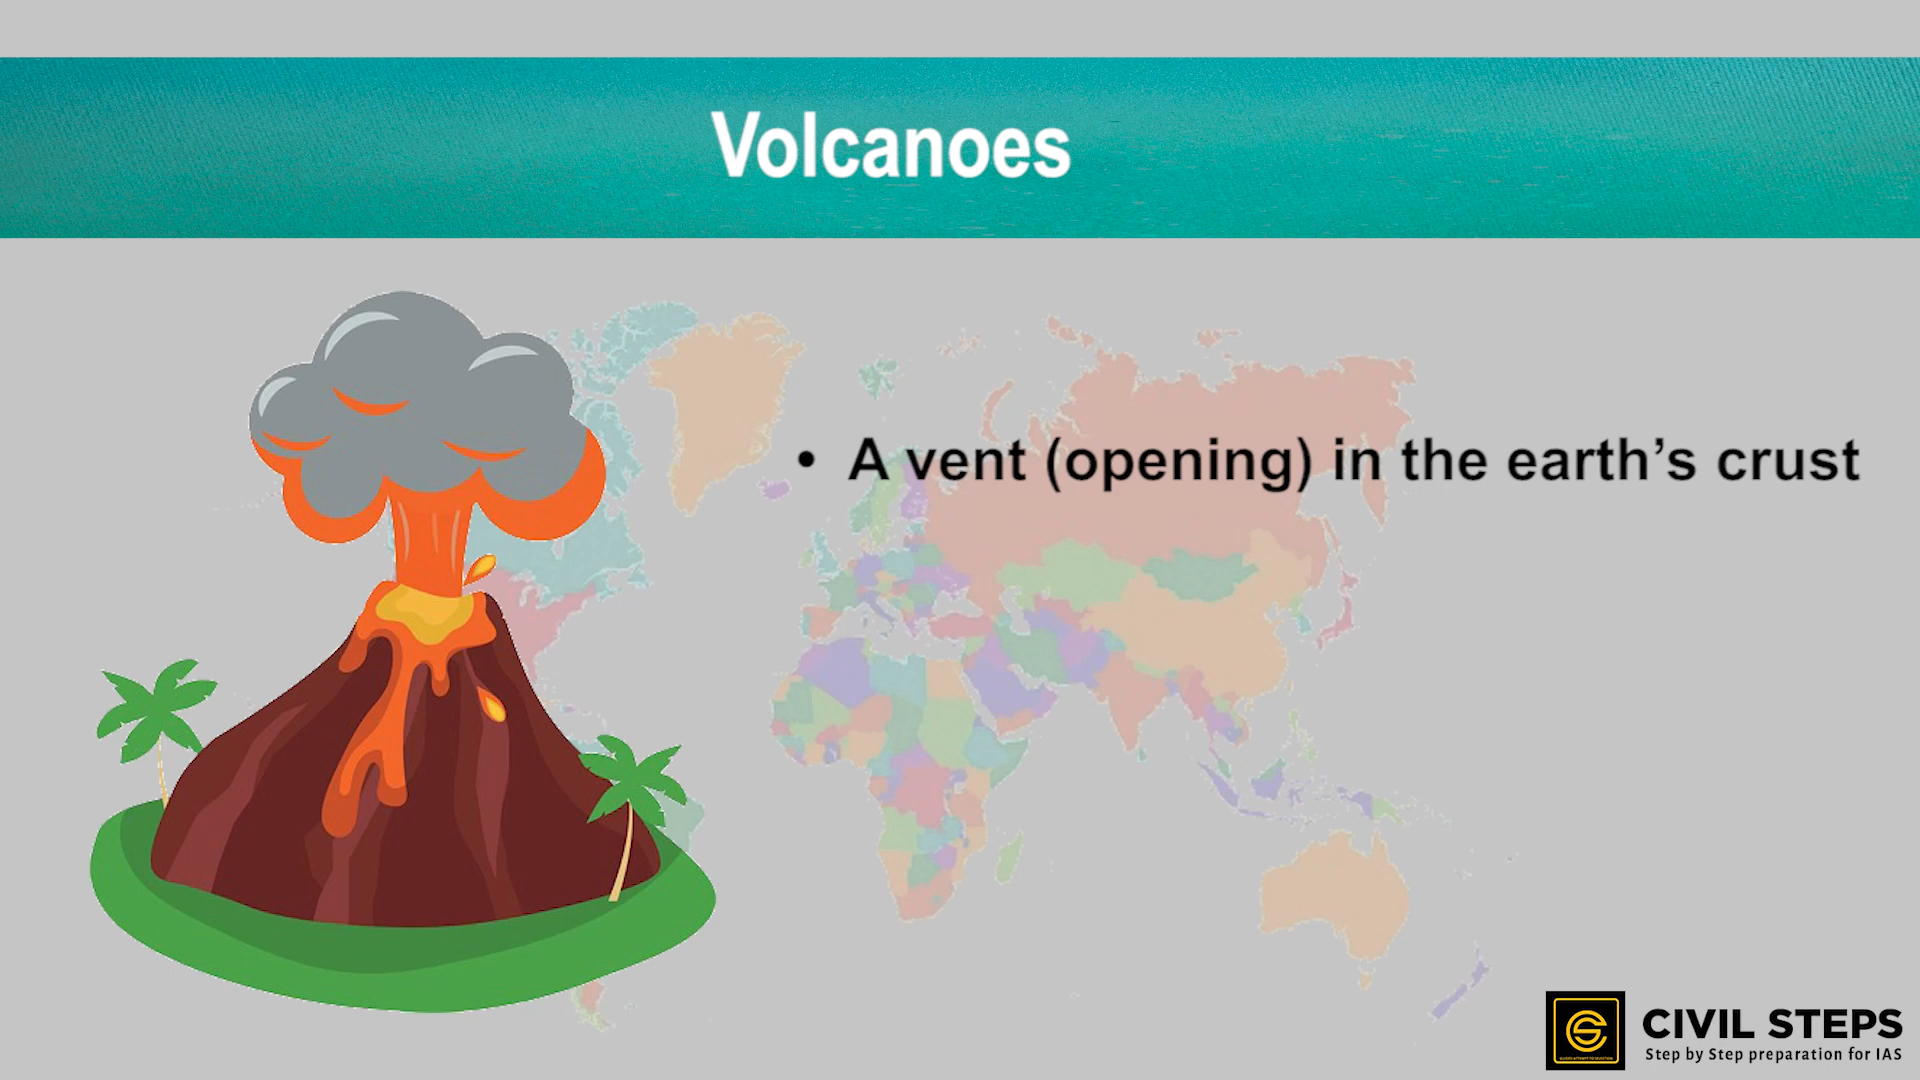 Volcanoes
• A vent (opening) in the earth’s crust
CIVIL STEPS
Step by Step preparation for IAS